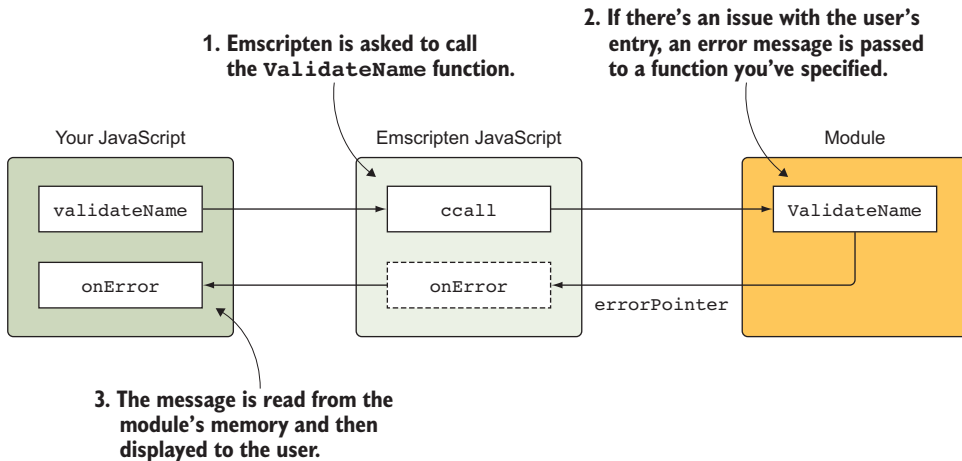 1. Emscripten is asked to call
the ValidateName function.
2. If there’s an issue with the user’s
entry, an error message is passed
to a function you’ve specified.
Your JavaScript
Emscripten JavaScript
Module
validateName
ccall
ValidateName
onError
onError
errorPointer
3. The message is read from the
module’s memory and then
displayed to the user.